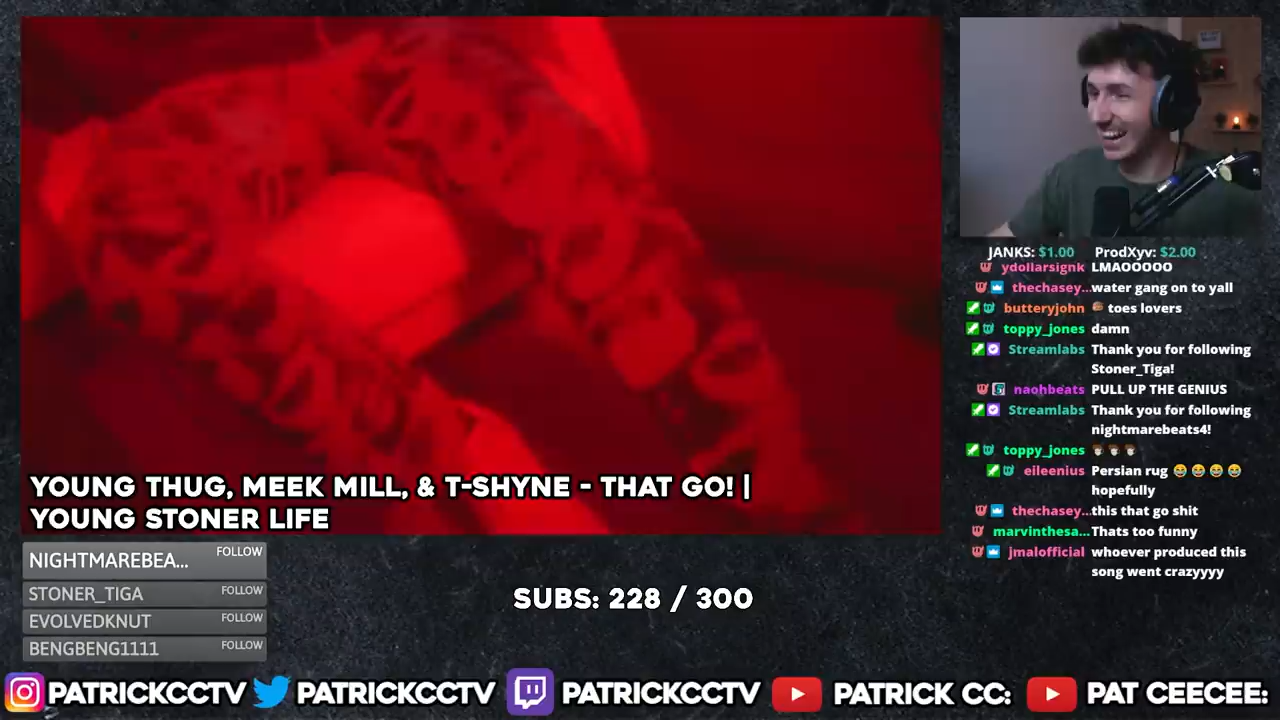 YOUNG THUG, MEEK MILL, & T-SHYNE - THAT GO! |
YOUNG STONER LIFE
NIGHTMAREBEA... FOLLOW
STONER_TIGA FOLLOW
EVOLVEDKNUT FOLLOW
BENGBENG1111 FOLLOW
SUBS: 228 / 300
JANKS: $1.00 ProdXyv: $2.00
ydollarsignk LMAOOOOO
thechasey... water gang on to yall
butteryjohn toes lovers
toppy_jones damn
Streamlabs Thank you for following
Stoner_Tiga!
naohbeats PULL UP THE GENIUS
Streamlabs Thank you for following
nightmarebeats4!
toppy_jones
eileenius Persian rug 😂😂😂😂
hopefully
thechasey... this that go shit
marvinthesa... Thats too funny
jmalofficial whoever produced this
song went crazyyyy
PATRICKCCTV PATRICKCCTV PATRICKCCTV PATRICK CC: PAT CEECEE: